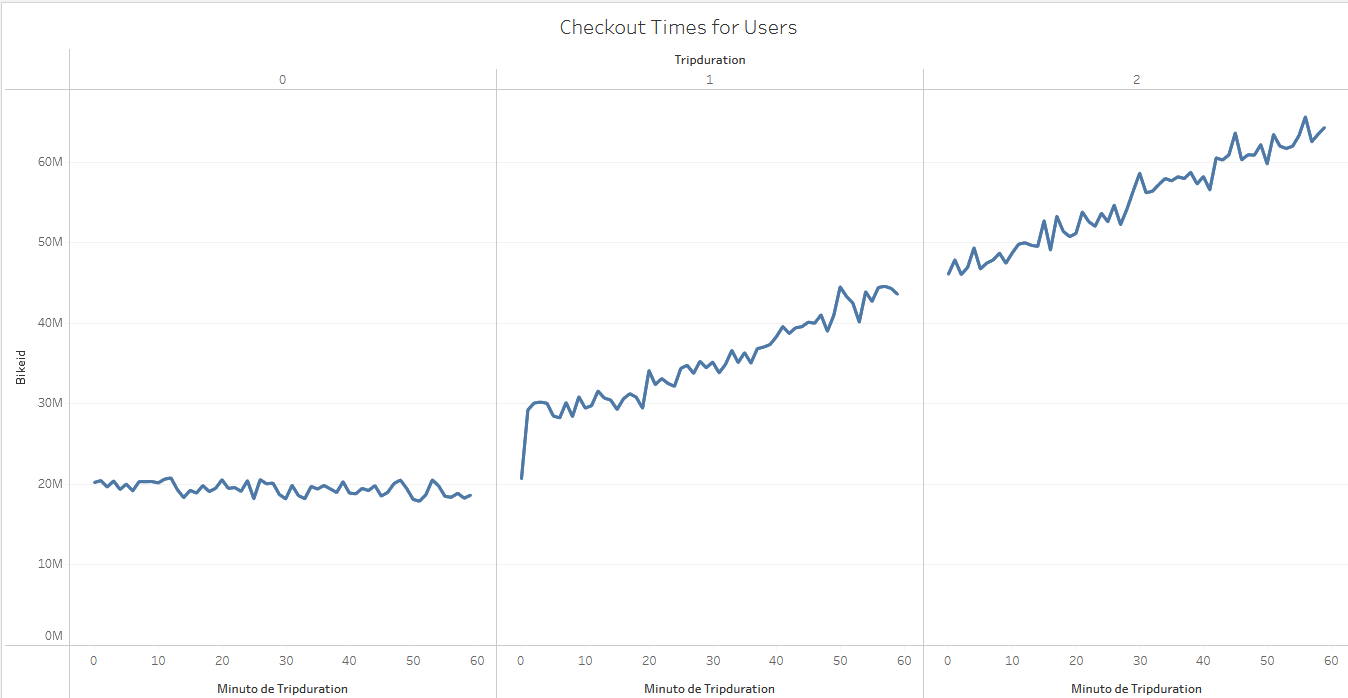 Checkout Times for Users
Tripduration
0 1 2
60M
50M
40M
30M
20M
10M
0M
Bikeid
0 10 20 30 40 50 60 0 10 20 30 40 50 60 0 10 20 30 40 50 60
Minuto de Tripduration Minuto de Tripduration Minuto de Tripduration